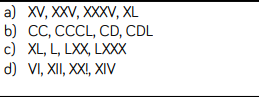 a) XV, XXV, XXXV, XL
b) CC, CCCL, CD, CDL
c) XL, L, LXX, LXXX
d) VI, XII, XX!, XIV